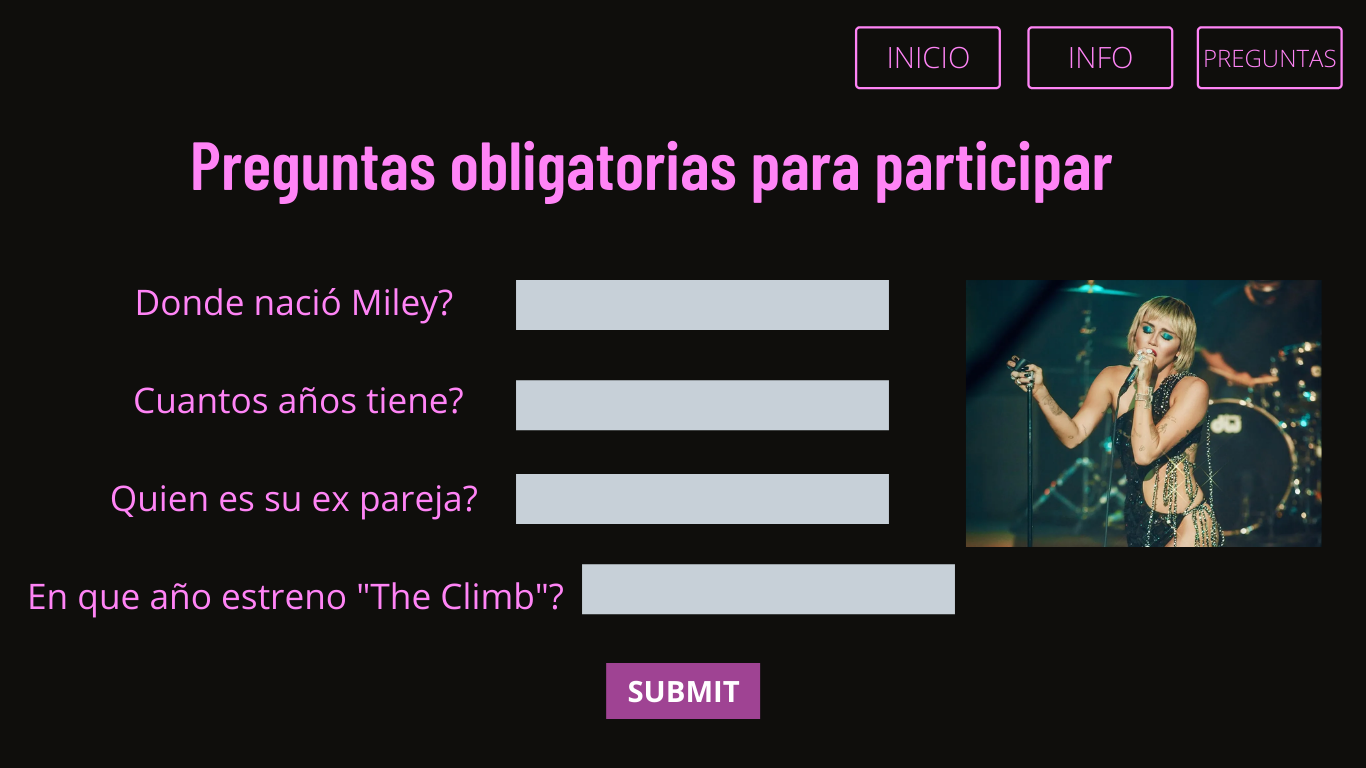 INICIO INFO PREGUNTAS
Preguntas obligatorias para participar
Donde nació Miley?
Cuantos años tiene?
Quien es su ex pareja?
En que año estreno "The Climb"?
SUBMIT